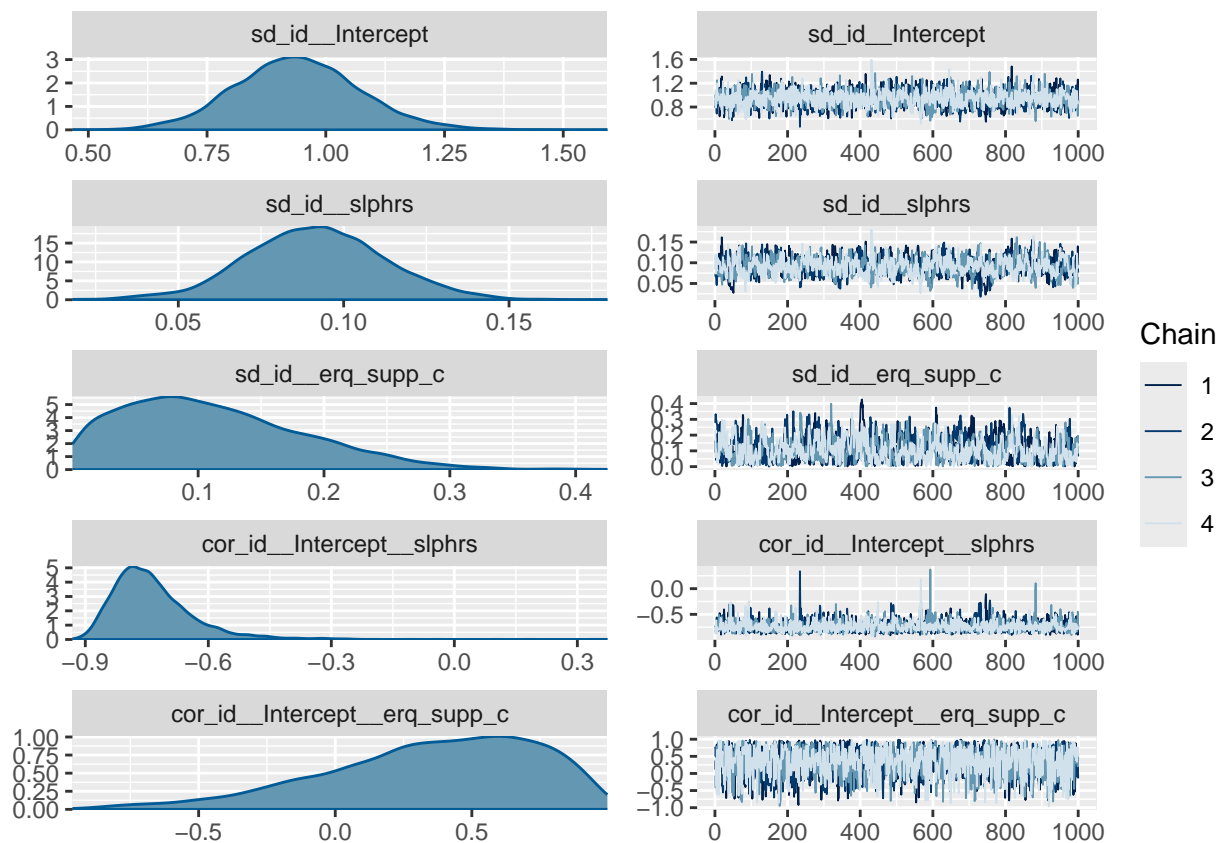 sd_id__Intercept
3
2
1
0
0.50 0.75 1.00 1.25 1.50
sd_id__Intercept
1.6
1.2
0.8
0 200 400 600 800 1000
sd_id__slphrs
15
10
5
0
0.05 0.10 0.15
sd_id__slphrs
0.15
0.10
0.05
0 200 400 600 800 1000
sd_id__erq_supp_c
5
4
3
2
1
0
0.1 0.2 0.3 0.4
sd_id__erq_supp_c
0.4
0.3
0.2
0.1
0.0
0 200 400 600 800 1000
cor_id__Intercept__slphrs
5
4
3
2
1
0
−0.9 −0.6 −0.3 0.0 0.3
cor_id__Intercept__slphrs
0.0
−0.5
0 200 400 600 800 1000
cor_id__Intercept__erq_supp_c
1.00
0.75
0.50
0.25
0.00
−0.5 0.0 0.5
cor_id__Intercept__erq_supp_c
1.0
0.5
0.0
−0.5
−1.0
0 200 400 600 800 1000
Chain
1
2
3
4